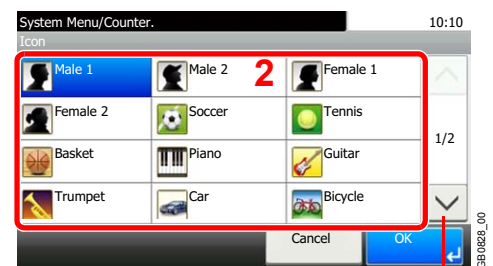 System Menu/Counter. 10:10
Icon
Male 1 Male 2 2 Female 1
Female 2 Soccer Tennis
1/2
Basket Piano Guitar
Trumpet Car Bicycle
Cancel OK
GB0828_00